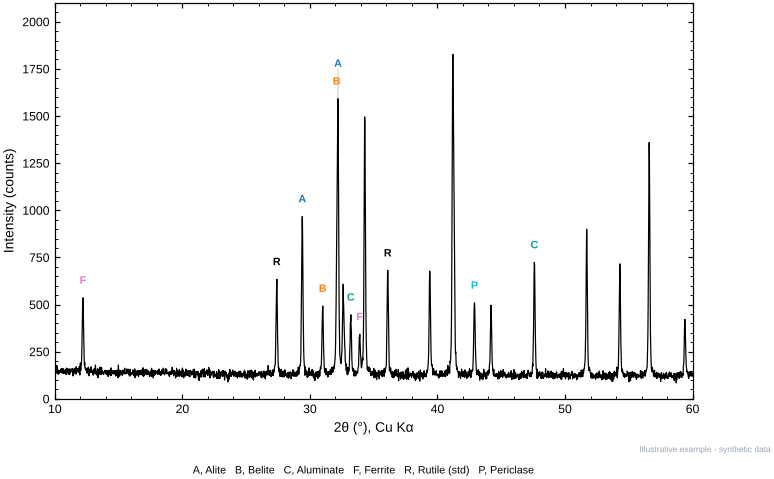 Intensity (counts)
2000
1750
1500
1250
1000
750
500
250
0
A
B
A
R
R
C
F
B
C
F
P
10 20 30 40 50 60
2θ (°), Cu Kα
Illustrative example - synthetic data
A, Alite B, Belite C, Aluminate F, Ferrite R, Rutile (std) P, Periclase